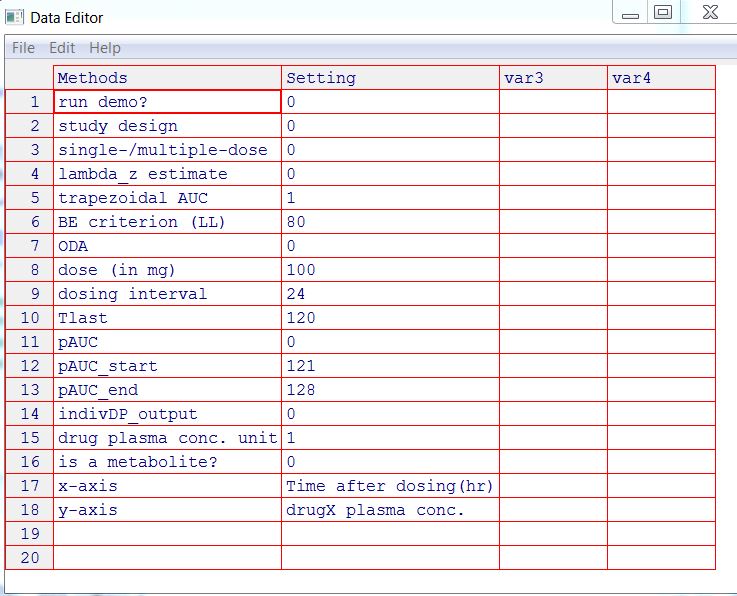 Data Editor
File Edit Help
Methods Setting var3 var4
1 run demo? 0
2 study design 0
3 single-/multiple-dose 0
4 lambda_z estimate 0
5 trapezoidal AUC 1
6 BE criterion (LL) 80
7 ODA 0
8 dose (in mg) 100
9 dosing interval 24
10 Tlast 120
11 pAUC 0
12 pAUC_start 121
13 pAUC_end 128
14 indivDP_output 0
15 drug plasma conc. unit 1
16 is a metabolite? 0
17 x-axis Time after dosing(hr)
18 y-axis drugX plasma conc.
19
20